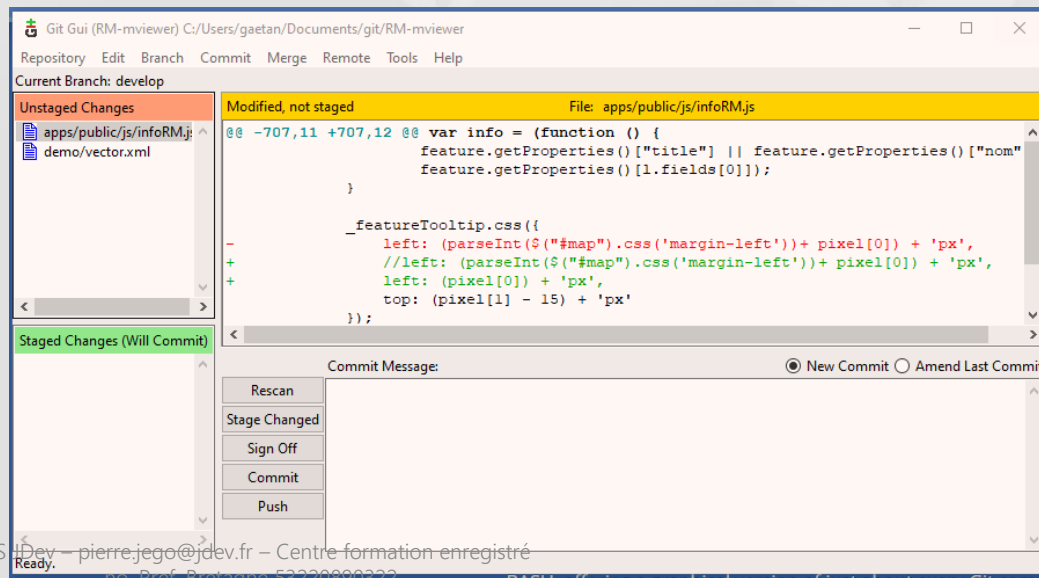 Git Gui (RM-mviewer) C:/Users/gaetan/Documents/git/RM-mviewer
Repository Edit Branch Commit Merge Remote Tools Help
Current Branch: develop
Unstaged Changes
apps/public/js/infoRM.js
demo/vector.xml
Staged Changes (Will Commit)
Modified, not staged File: apps/public/js/infoRM.js
@@ -707,11 +707,12 @@ var info = (function () {
feature.getProperties()["title"] || feature.getProperties()["nom"
feature.getProperties()[l.fields[0]]);
}
_featureTooltip.css({
- left: (parseInt($("#map").css('margin-left'))+ pixel[0]) + 'px',
+ //left: (parseInt($("#map").css('margin-left'))+ pixel[0]) + 'px',
+ left: (pixel[0]) + 'px',
top: (pixel[1] - 15) + 'px'
});
Commit Message: New Commit Amend Last Commit
Rescan
Stage Changed
Sign Off
Commit
Push
JDev – pierre.jego@jdev.fr – Centre formation enregistré
Ready.